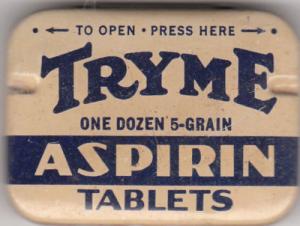 ← TO OPEN · PRESS HERE →
TRYME
ONE DOZEN 5-GRAIN
ASPIRIN
TABLETS